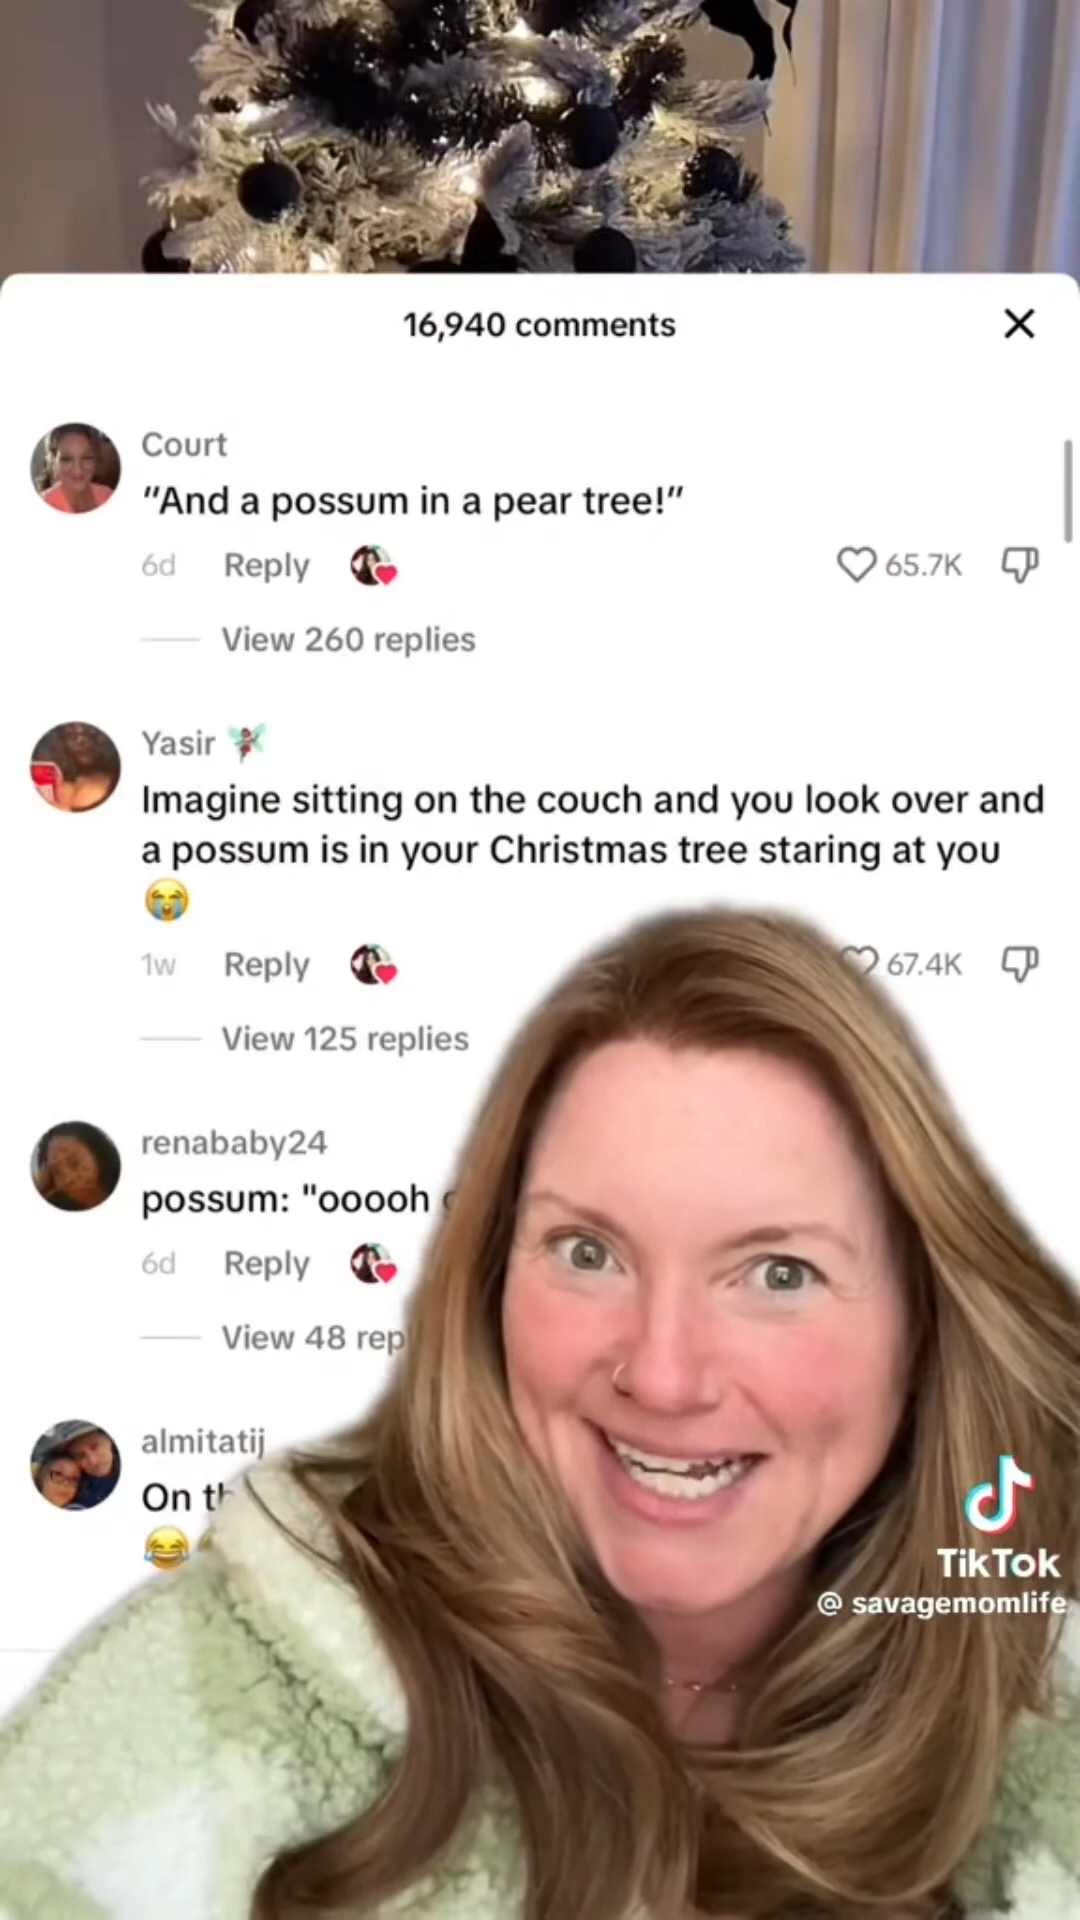 16,940 comments
Court
"And a possum in a pear tree!"
6d Reply 65.7K
View 260 replies
Yasir 🧚
Imagine sitting on the couch and you look over and
a possum is in your Christmas tree staring at you
😭
1w Reply 67.4K
View 125 replies
renababy24
possum: "ooooh
6d Reply
View 48
almitatij
On
😂
TikTok
@ savagemomlife